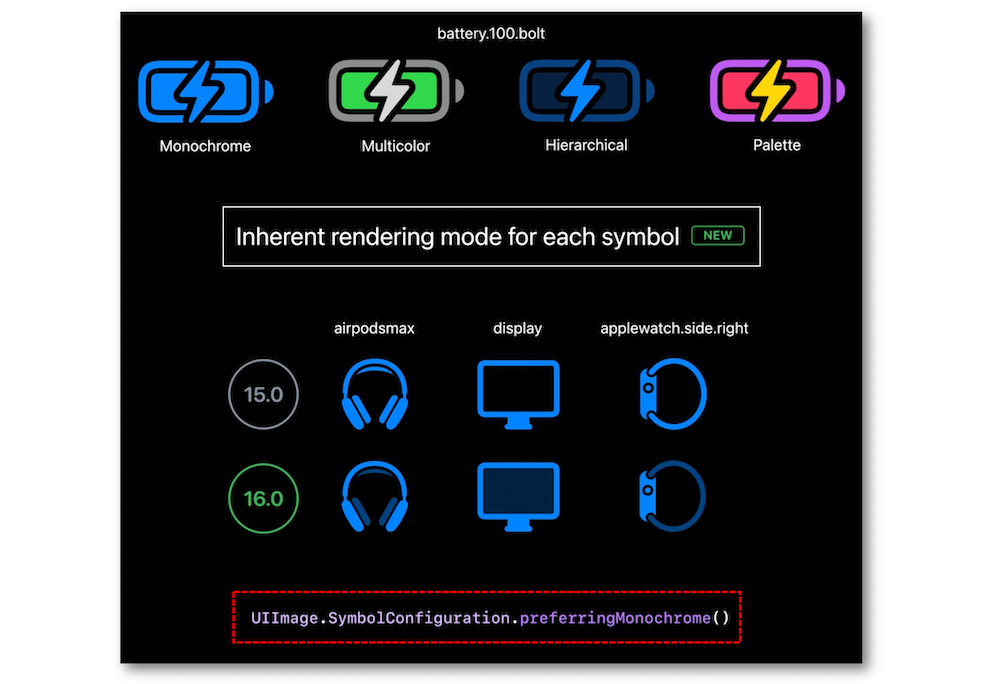 battery.100.bolt
Monochrome Multicolor Hierarchical Palette
Inherent rendering mode for each symbol NEW
airpodsmax display applewatch.side.right
15.0
16.0
UIImage.SymbolConfiguration.preferringMonochrome()